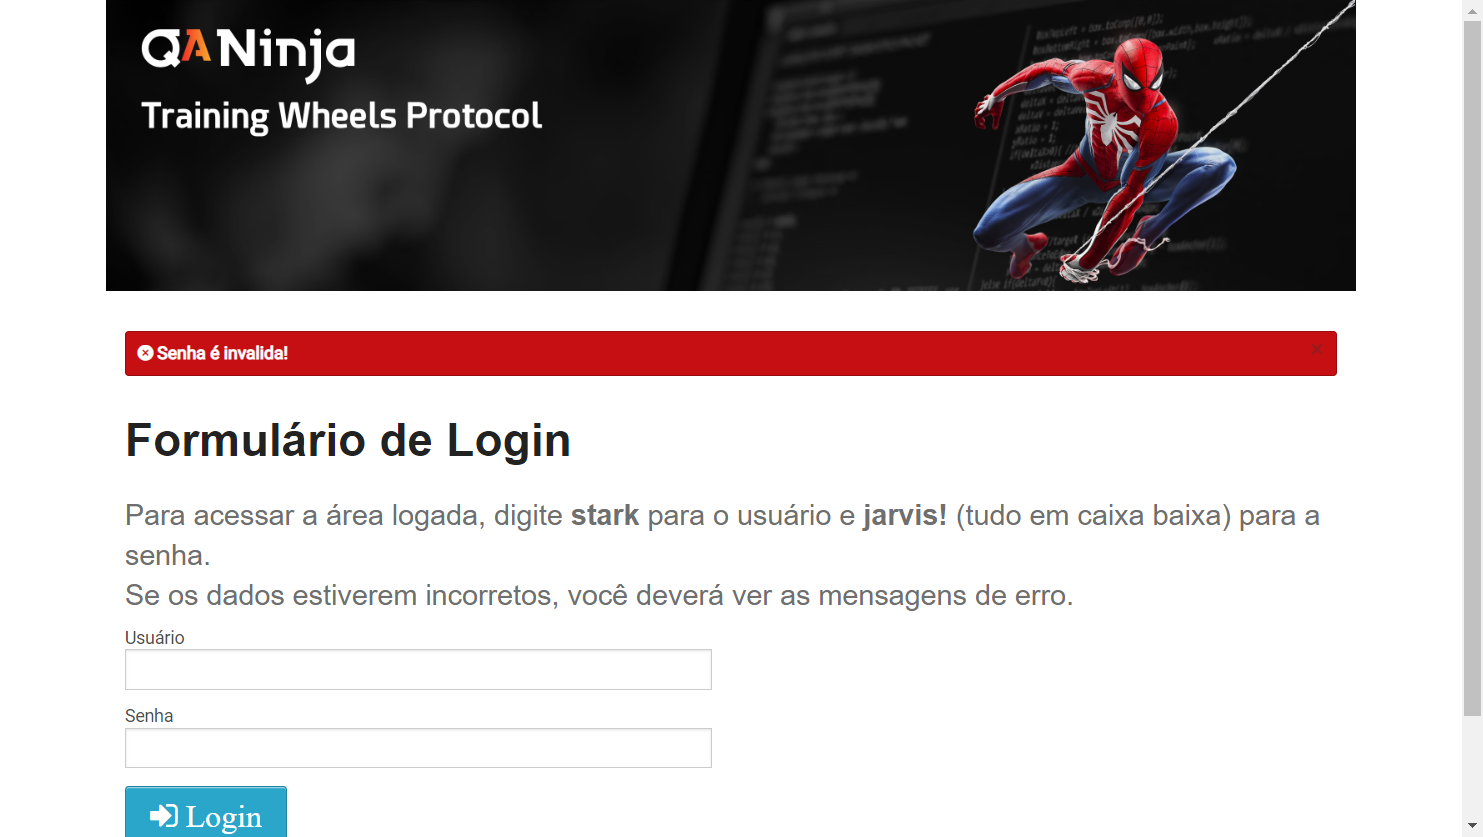 QANinja
Training Wheels Protocol
Senha é invalida!
×
Formulário de Login
Para acessar a área logada, digite stark para o usuário e jarvis! (tudo em caixa baixa) para a
senha.
Se os dados estiverem incorretos, você deverá ver as mensagens de erro.
Usuário
Senha
Login